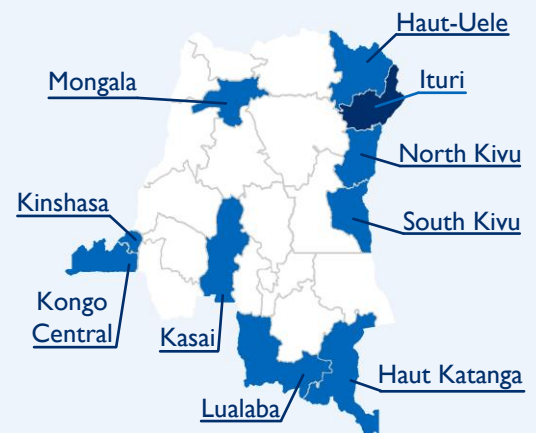 Haut-Uele
Ituri
Mongala
North Kivu
Kinshasa
South Kivu
Kongo
Central
Kasai
Haut Katanga
Lualaba